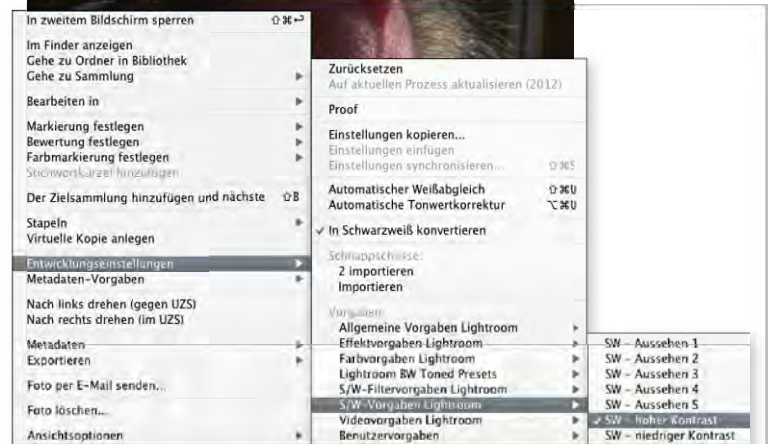 In zweitem Bildschirm sperren ⇧⌘↩
Im Finder anzeigen
Gehe zu Ordner in Bibliothek
Gehe zu Sammlung
Bearbeiten in
Markierung festlegen
Bewertung festlegen
Farbmarkierung festlegen
Stichwortkürzel hinzufügen
Der Zielsammlung hinzufügen und nächste ⇧B
Stapeln
Virtuelle Kopie anlegen
Entwicklungseinstellungen
Metadaten-Vorgaben
Nach links drehen (gegen UZS)
Nach rechts drehen (im UZS)
Metadaten
Exportieren
Foto per E-Mail senden...
Foto löschen...
Ansichtsoptionen
Zurücksetzen
Auf aktuellen Prozess aktualisieren (2012)
Proof
Einstellungen kopieren...
Einstellungen einfügen
Einstellungen synchronisieren... ⇧⌘S
Automatischer Weißabgleich ⇧⌘U
Automatische Tonwertkorrektur ⌥⌘U
✓ In Schwarzweiß konvertieren
Schnappschüsse:
2 importieren
Importieren
Vorgaben:
Allgemeine Vorgaben Lightroom
Effektvorgaben Lightroom
Farbvorgaben Lightroom
Lightroom BW Toned Presets
S/W-Filtervorgaben Lightroom
S/W-Vorgaben Lightroom
Videovorgaben Lightroom
Benutzervorgaben
SW - Aussehen 1
SW - Aussehen 2
SW - Aussehen 3
SW - Aussehen 4
SW - Aussehen 5
✓ SW - hoher Kontrast
SW - niedriger Kontrast